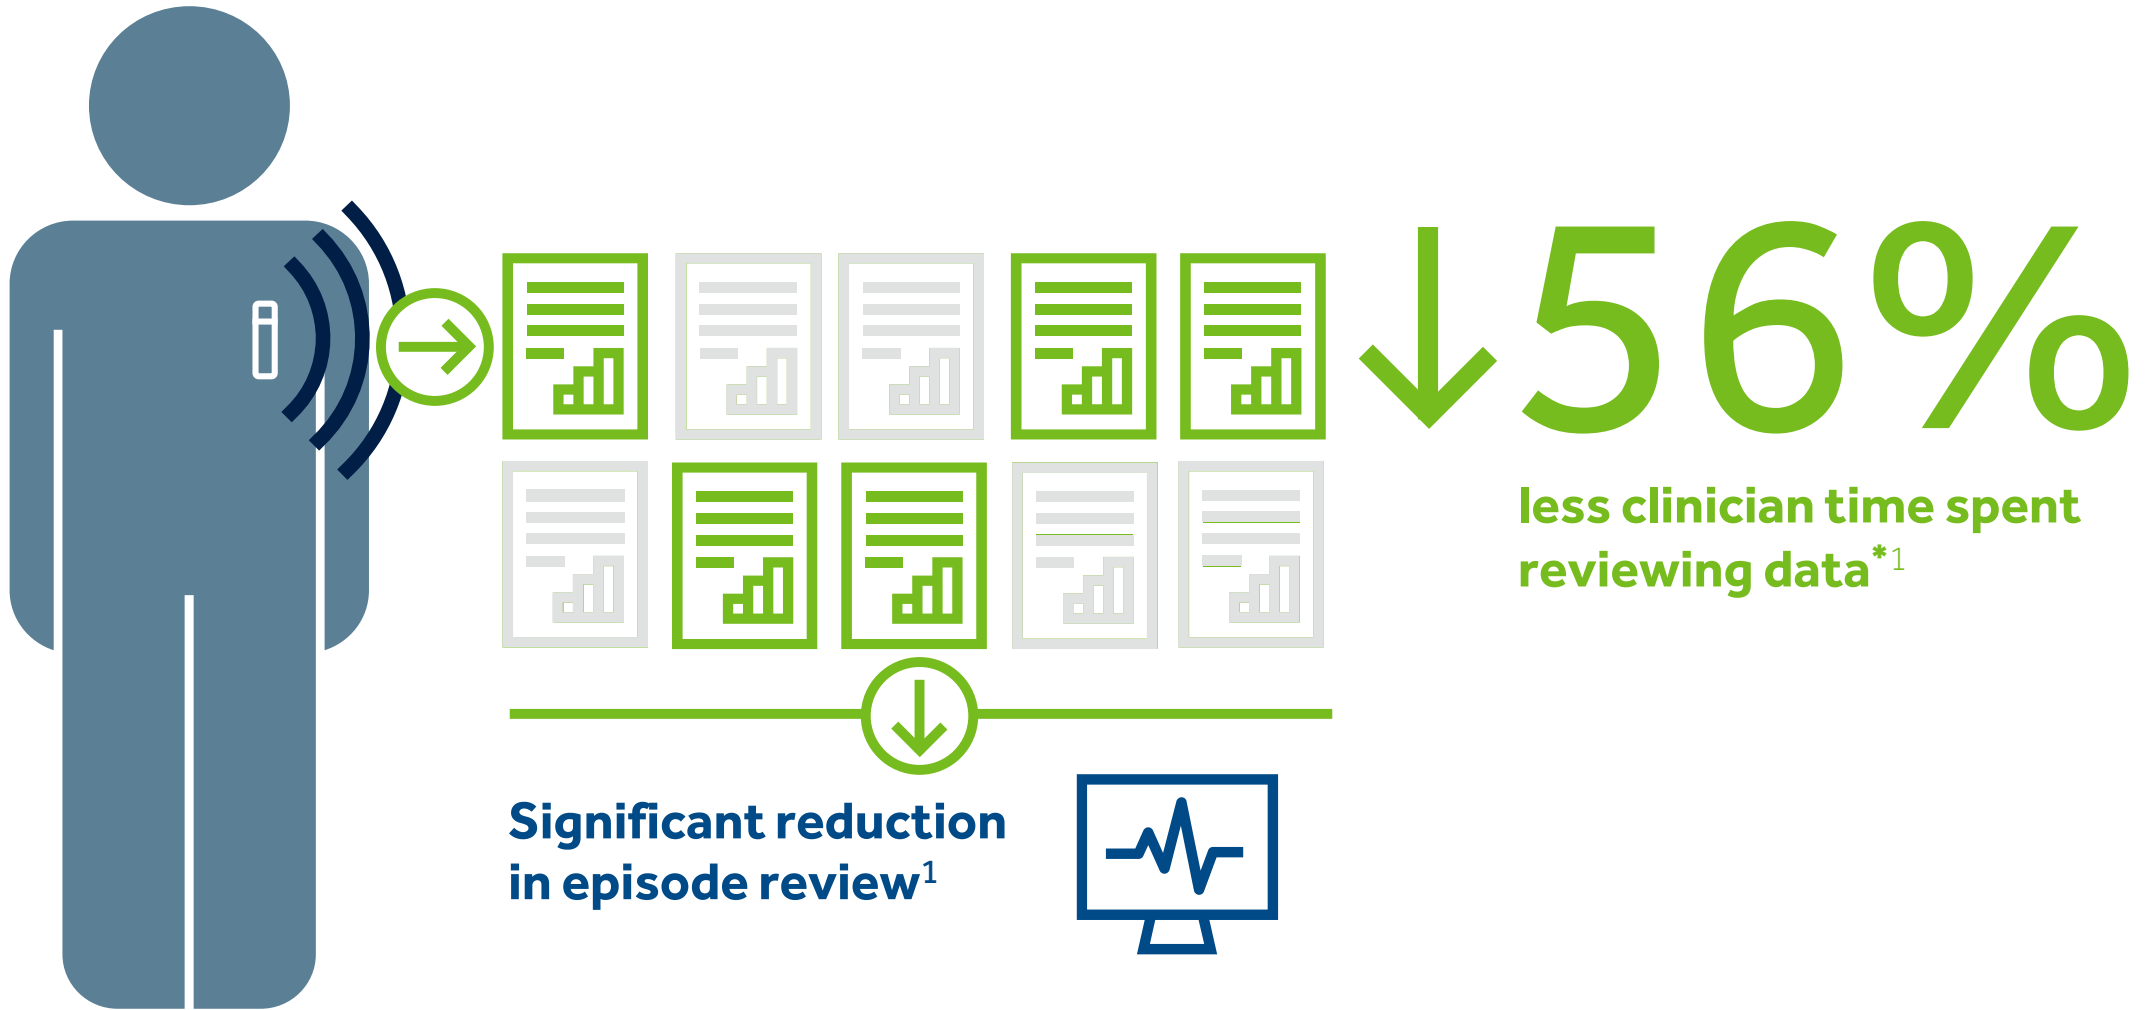 56%
less clinician time spent
reviewing data*1
Significant reduction
in episode review1